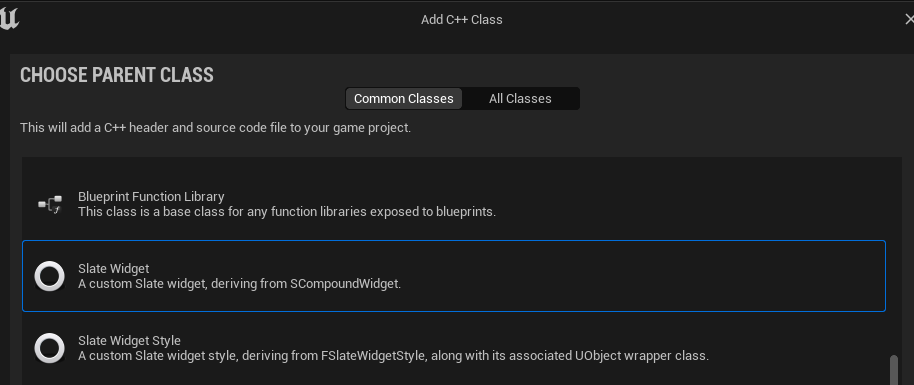 Add C++ Class
CHOOSE PARENT CLASS
Common Classes
All Classes
This will add a C++ header and source code file to your game project.
Blueprint Function Library
This class is a base class for any function libraries exposed to blueprints.
Slate Widget
A custom Slate widget, deriving from SCompoundWidget.
Slate Widget Style
A custom Slate widget style, deriving from FSlateWidgetStyle, along with its associated UObject wrapper class.